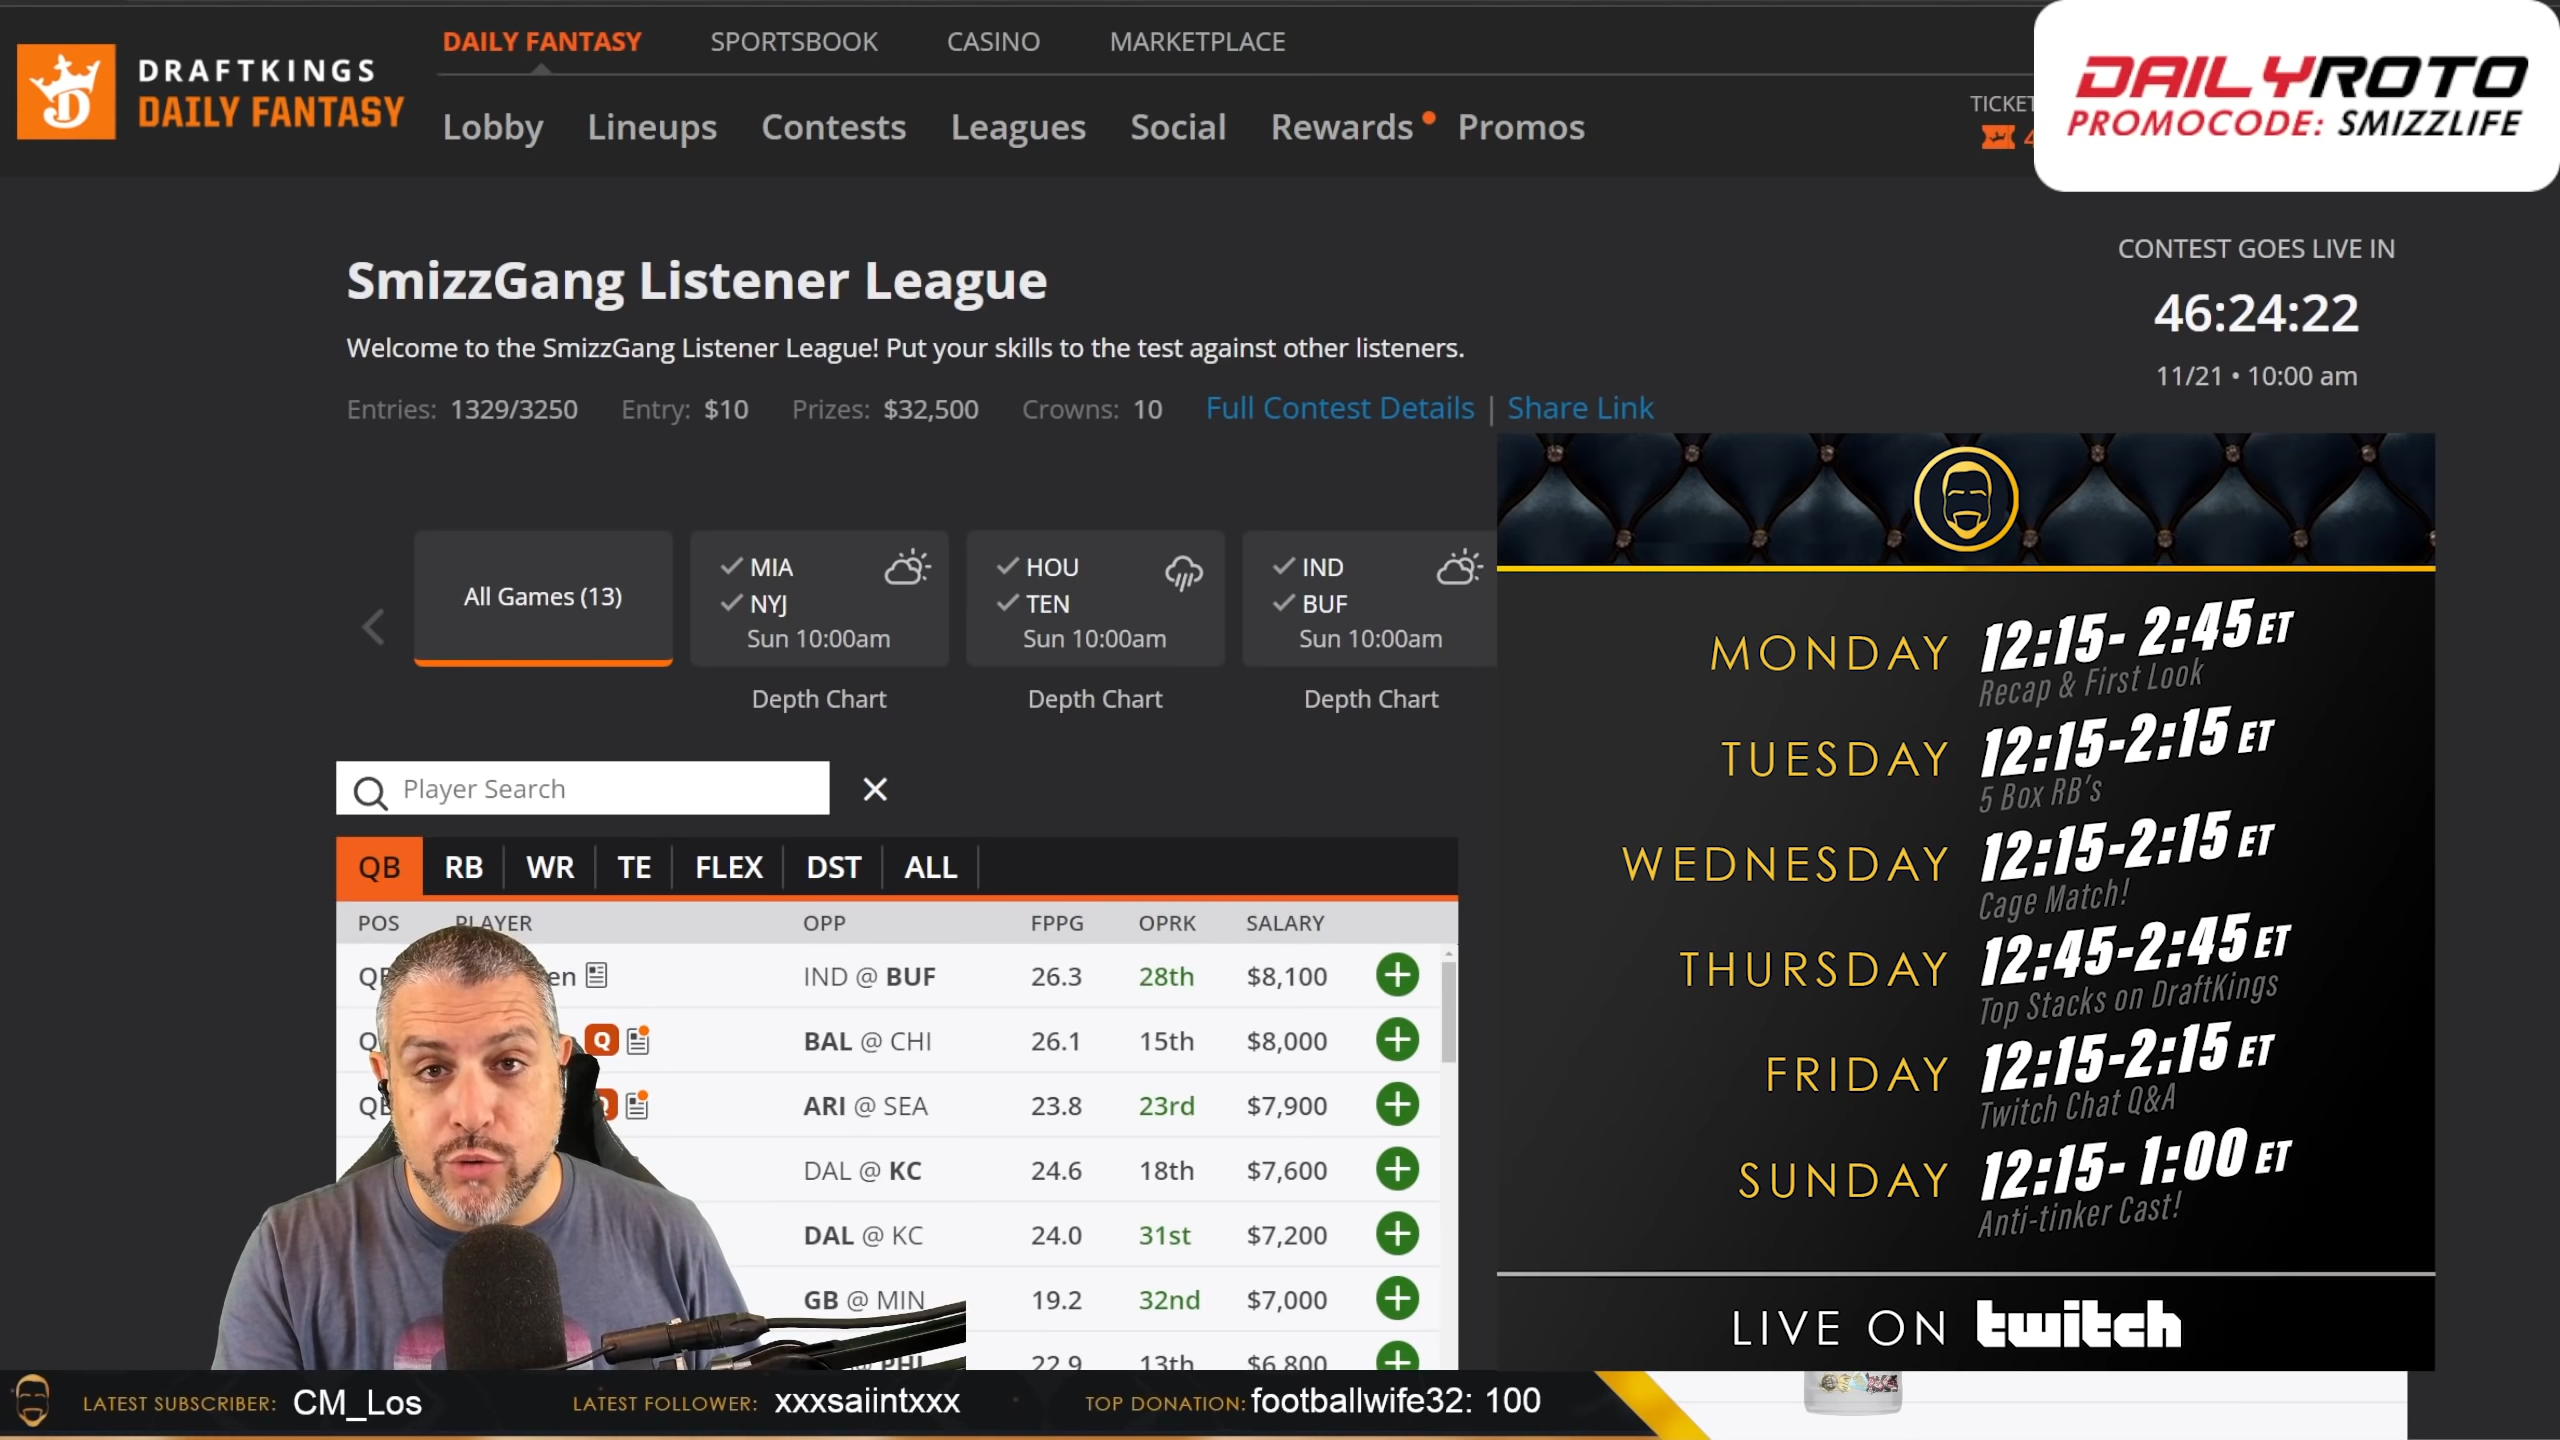 DAILY FANTASY SPORTSBOOK CASINO MARKETPLACE
DRAFTKINGS
DAILY FANTASY
Lobby Lineups Contests Leagues Social Rewards Promos
DAILYROTO
PROMOCODE: SMIZZLIFE
CONTEST GOES LIVE IN
46:24:22
11/21 • 10:00 am
SmizzGang Listener League
Welcome to the SmizzGang Listener League! Put your skills to the test against other listeners.
Entries: 1329/3250 Entry: $10 Prizes: $32,500 Crowns: 10 Full Contest Details | Share Link
All Games (13)
MIA
NYJ
Sun 10:00am
Depth Chart
HOU
TEN
Sun 10:00am
Depth Chart
IND
BUF
Sun 10:00am
Depth Chart
Player Search
QB RB WR TE FLEX DST ALL
POS PLAYER OPP FPPG OPRK SALARY
IND @ BUF 26.3 28th $8,100
Q BAL @ CHI 26.1 15th $8,000
ARI @ SEA 23.8 23rd $7,900
DAL @ KC 24.6 18th $7,600
DAL @ KC 24.0 31st $7,200
GB @ MIN 19.2 32nd $7,000
PHI 22.9 13th $6,800
MONDAY 12:15- 2:45 ET
Recap & First Look
TUESDAY 12:15-2:15 ET
5 Box RB's
WEDNESDAY 12:15-2:15 ET
Cage Match!
THURSDAY 12:45-2:45 ET
Top Stacks on DraftKings
FRIDAY 12:15-2:15 ET
Twitch Chat Q&A
SUNDAY 12:15- 1:00 ET
Anti-tinker Cast!
LIVE ON twitch
LATEST SUBSCRIBER: CM_Los
LATEST FOLLOWER: xxxsaiintxxx
TOP DONATION: footballwife32: 100